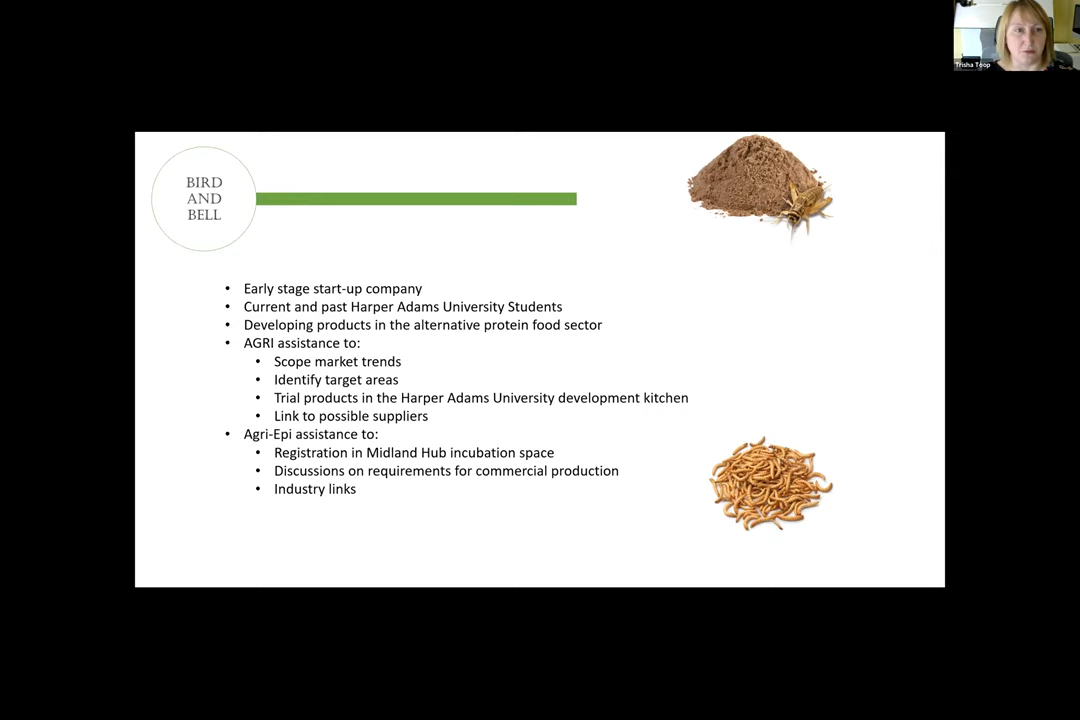 Trisha Toop
BIRD
AND
BELL
• Early stage start-up company
• Current and past Harper Adams University Students
• Developing products in the alternative protein food sector
• AGRI assistance to:
• Scope market trends
• Identify target areas
• Trial products in the Harper Adams University development kitchen
• Link to possible suppliers
• Agri-Epi assistance to:
• Registration in Midland Hub incubation space
• Discussions on requirements for commercial production
• Industry links